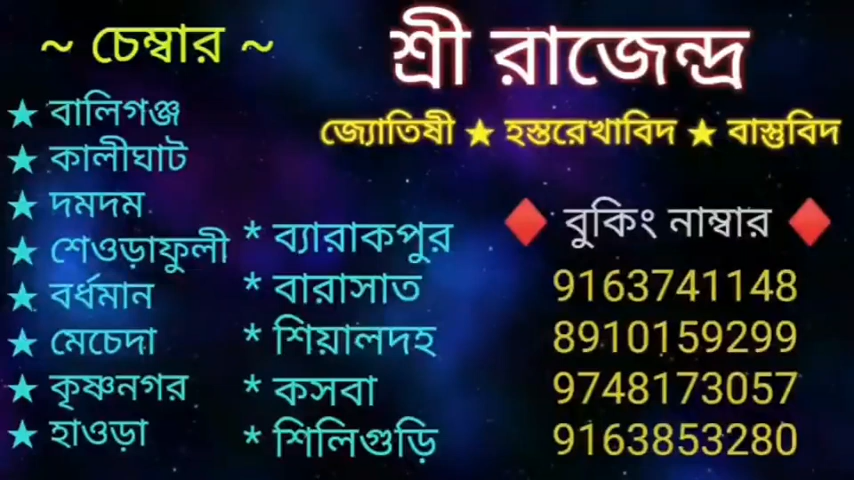 ~ চেম্বার ~
★ বালিগঞ্জ
★ কালীঘাট
★ দমদম
★ শেওড়াফুলী
★ বর্ধমান
★ মেচেদা
★ কৃষ্ণনগর
★ হাওড়া
* ব্যারাকপুর
* বারাসাত
* শিয়ালদহ
* কসবা
* শিলিগুড়ি
শ্রী রাজেন্দ্র
জ্যোতিষী ★ হস্তরেখাবিদ ★ বাস্তুবিদ
♦ বুকিং নাম্বার ♦
9163741148
8910159299
9748173057
9163853280